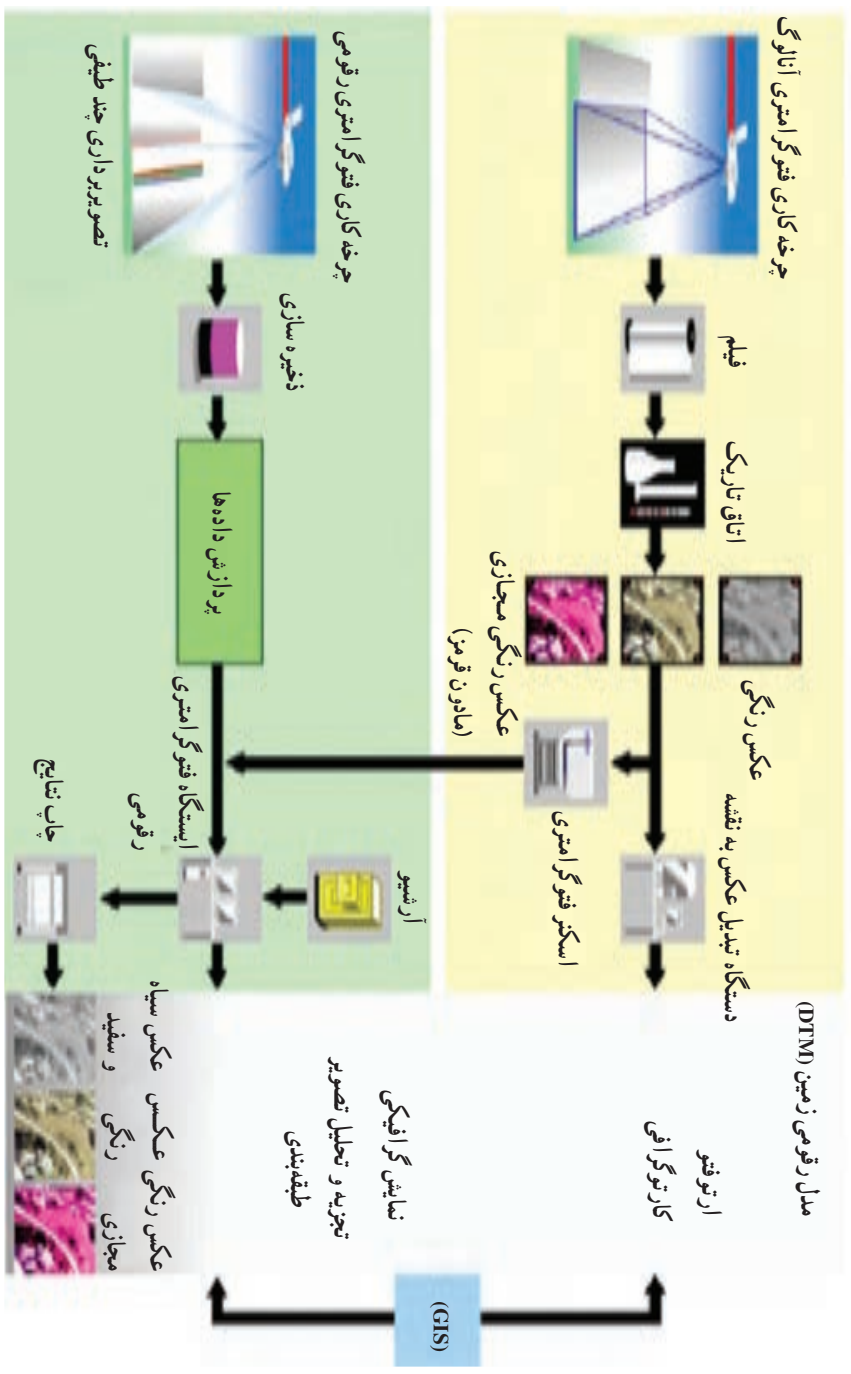 چرخه کاری فتوگرامتری آنالوگ
فیلم
اتاق تاریک
عکس رنگی
عکس رنگی مجازی
(مادون قرمز)
اسکنر فتوگرامتری
دستگاه تبدیل عکس به نقشه
مدل رقومی زمین (DTM)
ارتوفتو
کارتوگرافی
چرخه کاری فتوگرامتری رقومی
تصویربرداری چند طیفی
ذخیره سازی
پردازش داده‌ها
ایستگاه فتوگرامتری
رقومی
آرشیو
چاپ نتایج
نمایش گرافیکی
تجزیه و تحلیل تصویر
طبقه‌بندی
عکس سیاه
و سفید
عکس
رنگی
عکس رنگی
مجازی
(GIS)